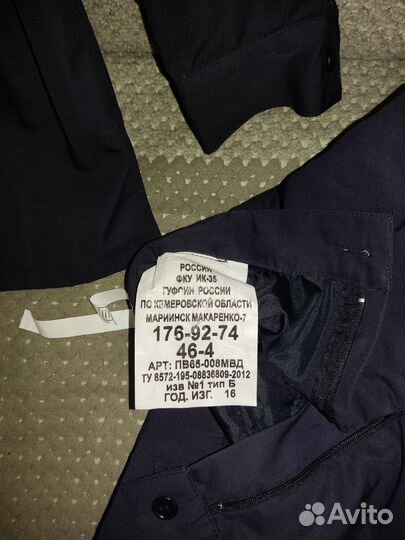 РОССИЯ
ФКУ ИК-35
ГУФСИН РОССИИ
ПО КЕМЕРОВСКОЙ ОБЛАСТИ
МАРИИНСК МАКАРЕНКО-7
176-92-74
46-4
АРТ: ПВ65-008МВД
ТУ 8572-195-08836809-2012
изв №1 тип Б
ГОД. ИЗГ. 16
Avito